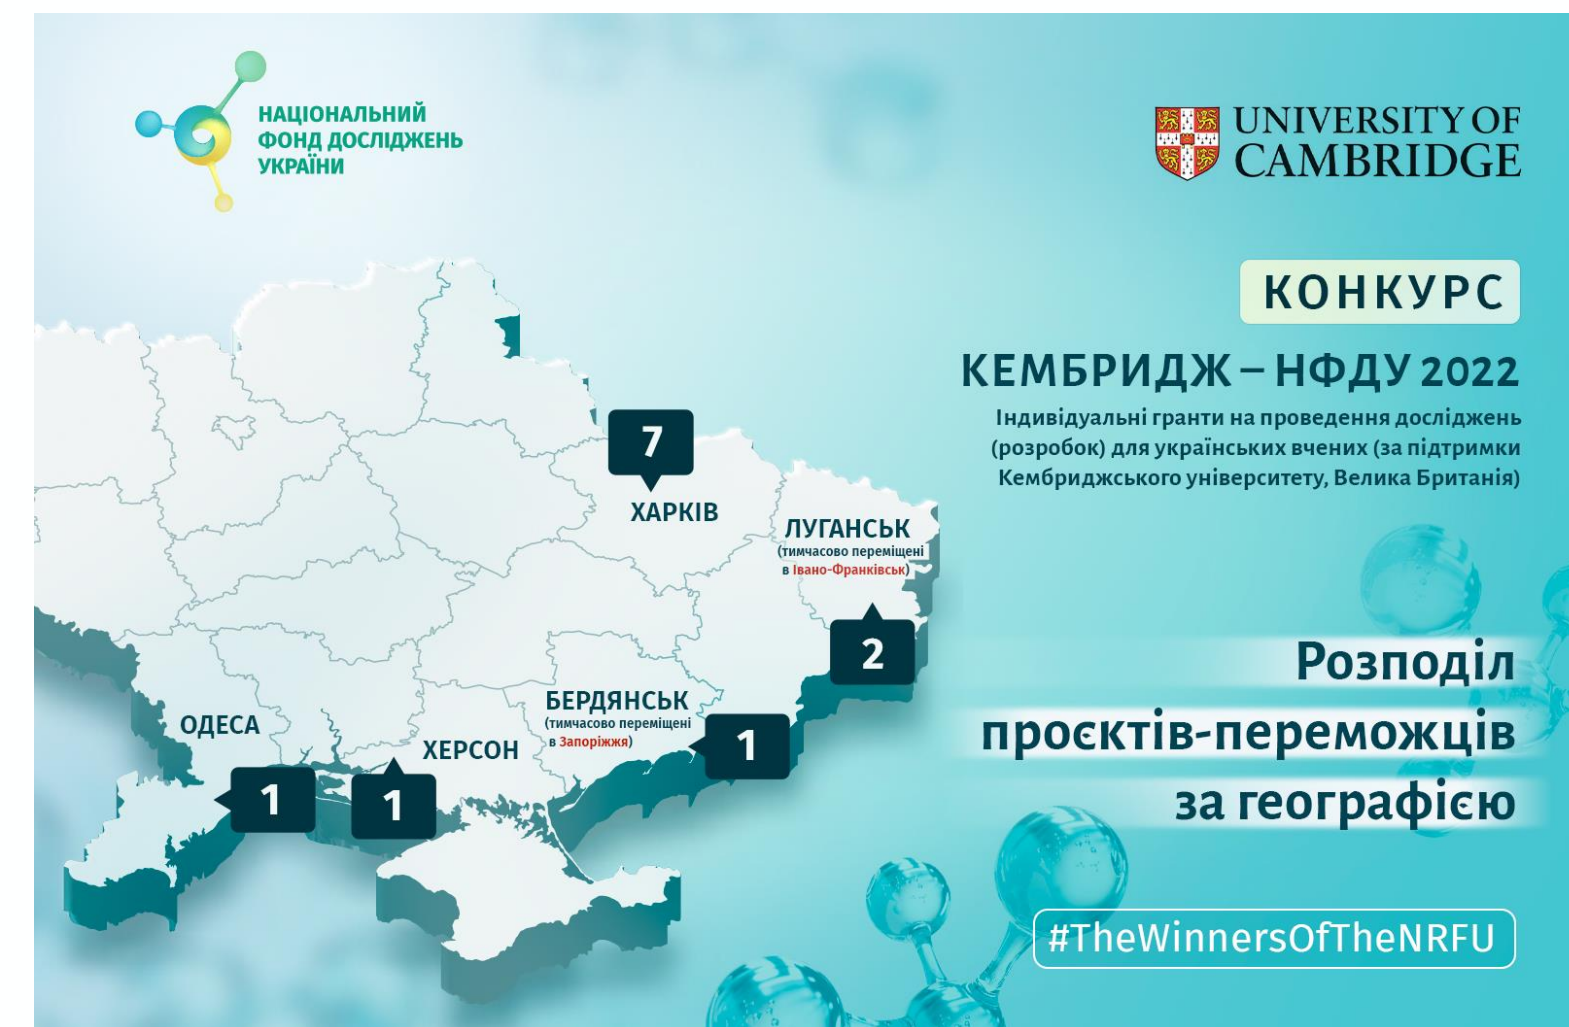 НАЦІОНАЛЬНИЙ
ФОНД ДОСЛІДЖЕНЬ
УКРАЇНИ
UNIVERSITY OF
CAMBRIDGE
КОНКУРС
КЕМБРИДЖ – НФДУ 2022
Індивідуальні гранти на проведення досліджень
(розробок) для українських вчених (за підтримки
Кембриджського університету, Велика Британія)
7
ХАРКІВ
ЛУГАНСЬК
(тимчасово переміщені
в Івано-Франківськ)
2
БЕРДЯНСЬК
(тимчасово переміщені
в Запоріжжя)
1
ОДЕСА
1
ХЕРСОН
1
Розподіл
проєктів-переможців
за географією
#TheWinnersOfTheNRFU